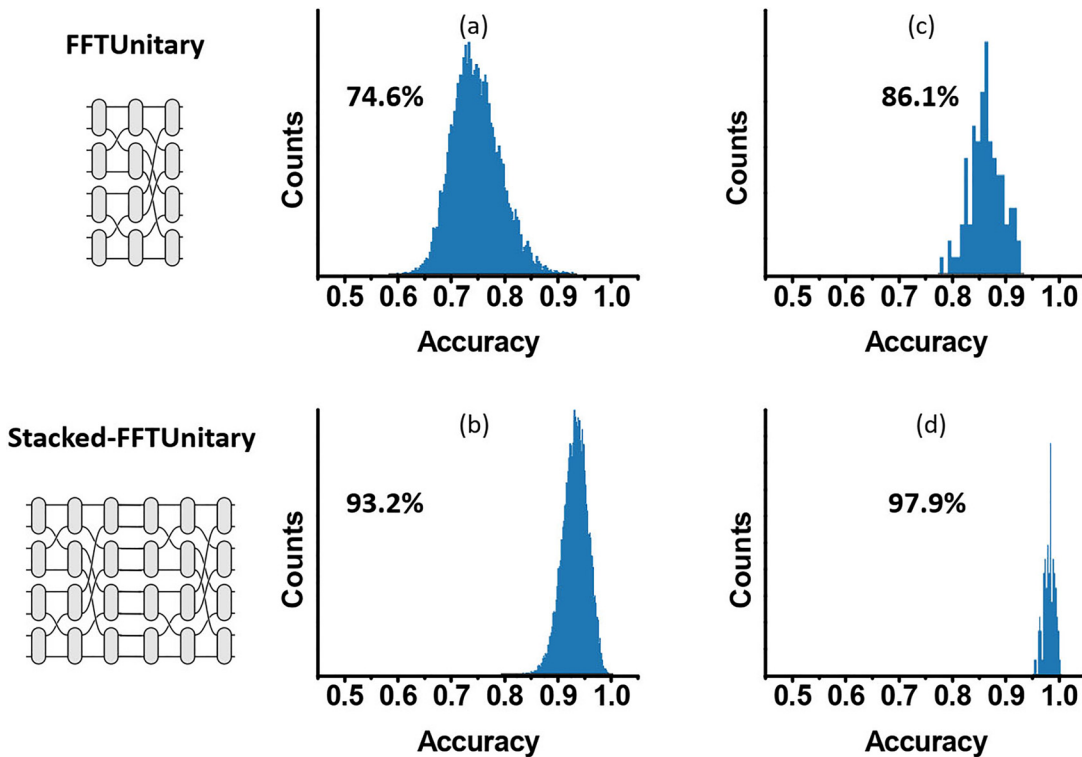 FFTUnitary
(a)
74.6%
Counts
0.5 0.6 0.7 0.8 0.9 1.0
Accuracy
(c)
86.1%
Counts
0.5 0.6 0.7 0.8 0.9 1.0
Accuracy
Stacked-FFTUnitary
(b)
93.2%
Counts
0.5 0.6 0.7 0.8 0.9 1.0
Accuracy
(d)
97.9%
Counts
0.5 0.6 0.7 0.8 0.9 1.0
Accuracy